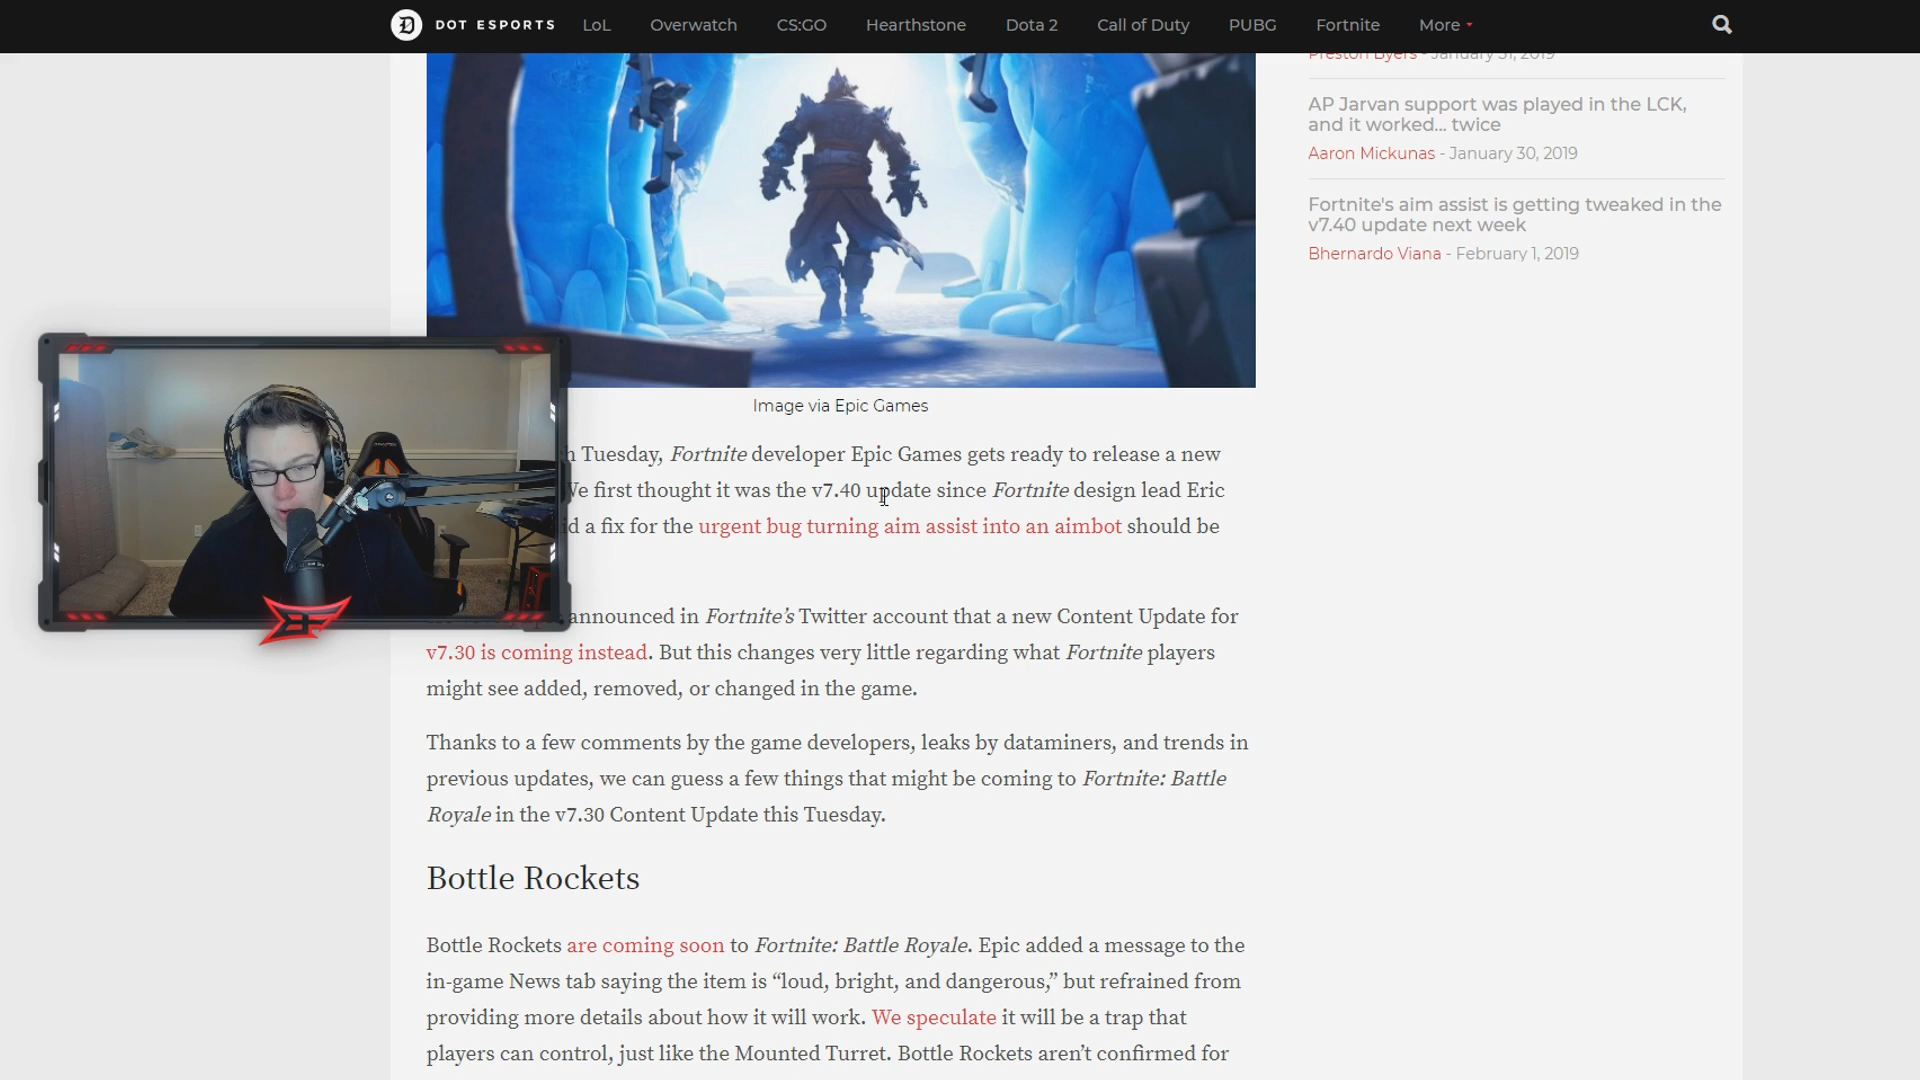 DOT ESPORTS LoL Overwatch CS:GO Hearthstone Dota 2 Call of Duty PUBG Fortnite More
Preston Byers - January 31, 2019
AP Jarvan support was played in the LCK,
and it worked... twice
Aaron Mickunas - January 30, 2019
Fortnite's aim assist is getting tweaked in the
v7.40 update next week
Bhernardo Viana - February 1, 2019
Image via Epic Games
Tuesday, Fortnite developer Epic Games gets ready to release a new
We first thought it was the v7.40 update since Fortnite design lead Eric
a fix for the urgent bug turning aim assist into an aimbot should be
announced in Fortnite's Twitter account that a new Content Update for
v7.30 is coming instead. But this changes very little regarding what Fortnite players
might see added, removed, or changed in the game.
Thanks to a few comments by the game developers, leaks by dataminers, and trends in
previous updates, we can guess a few things that might be coming to Fortnite: Battle
Royale in the v7.30 Content Update this Tuesday.
Bottle Rockets
Bottle Rockets are coming soon to Fortnite: Battle Royale. Epic added a message to the
in-game News tab saying the item is “loud, bright, and dangerous,” but refrained from
providing more details about how it will work. We speculate it will be a trap that
players can control, just like the Mounted Turret. Bottle Rockets aren’t confirmed for